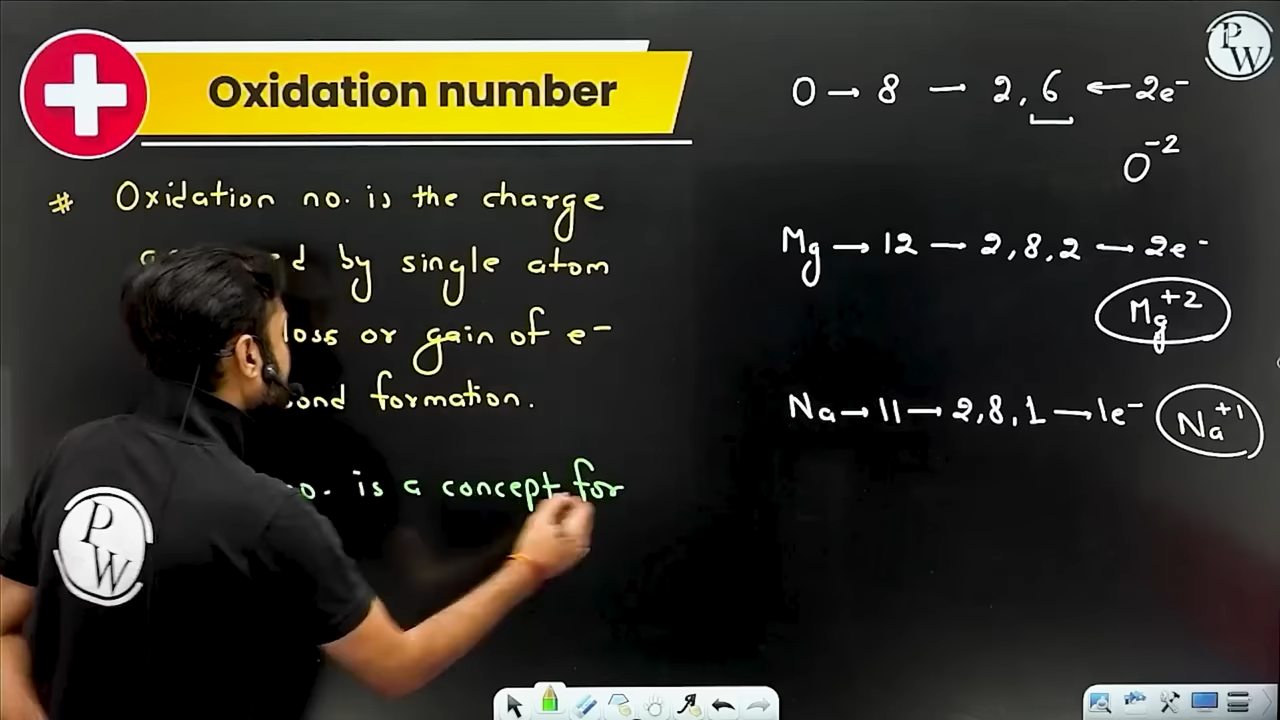 Oxidation number
# Oxidation no. is the charge
by single atom
loss or gain of e-
formation.
no. is a concept for
O → 8 — 2, 6 ← 2e-
O-2
Mg → 12 — 2,8,2 — 2e-
Mg+2
Na → 11 — 2,8,1 → 1e- Na+1
PW
PW